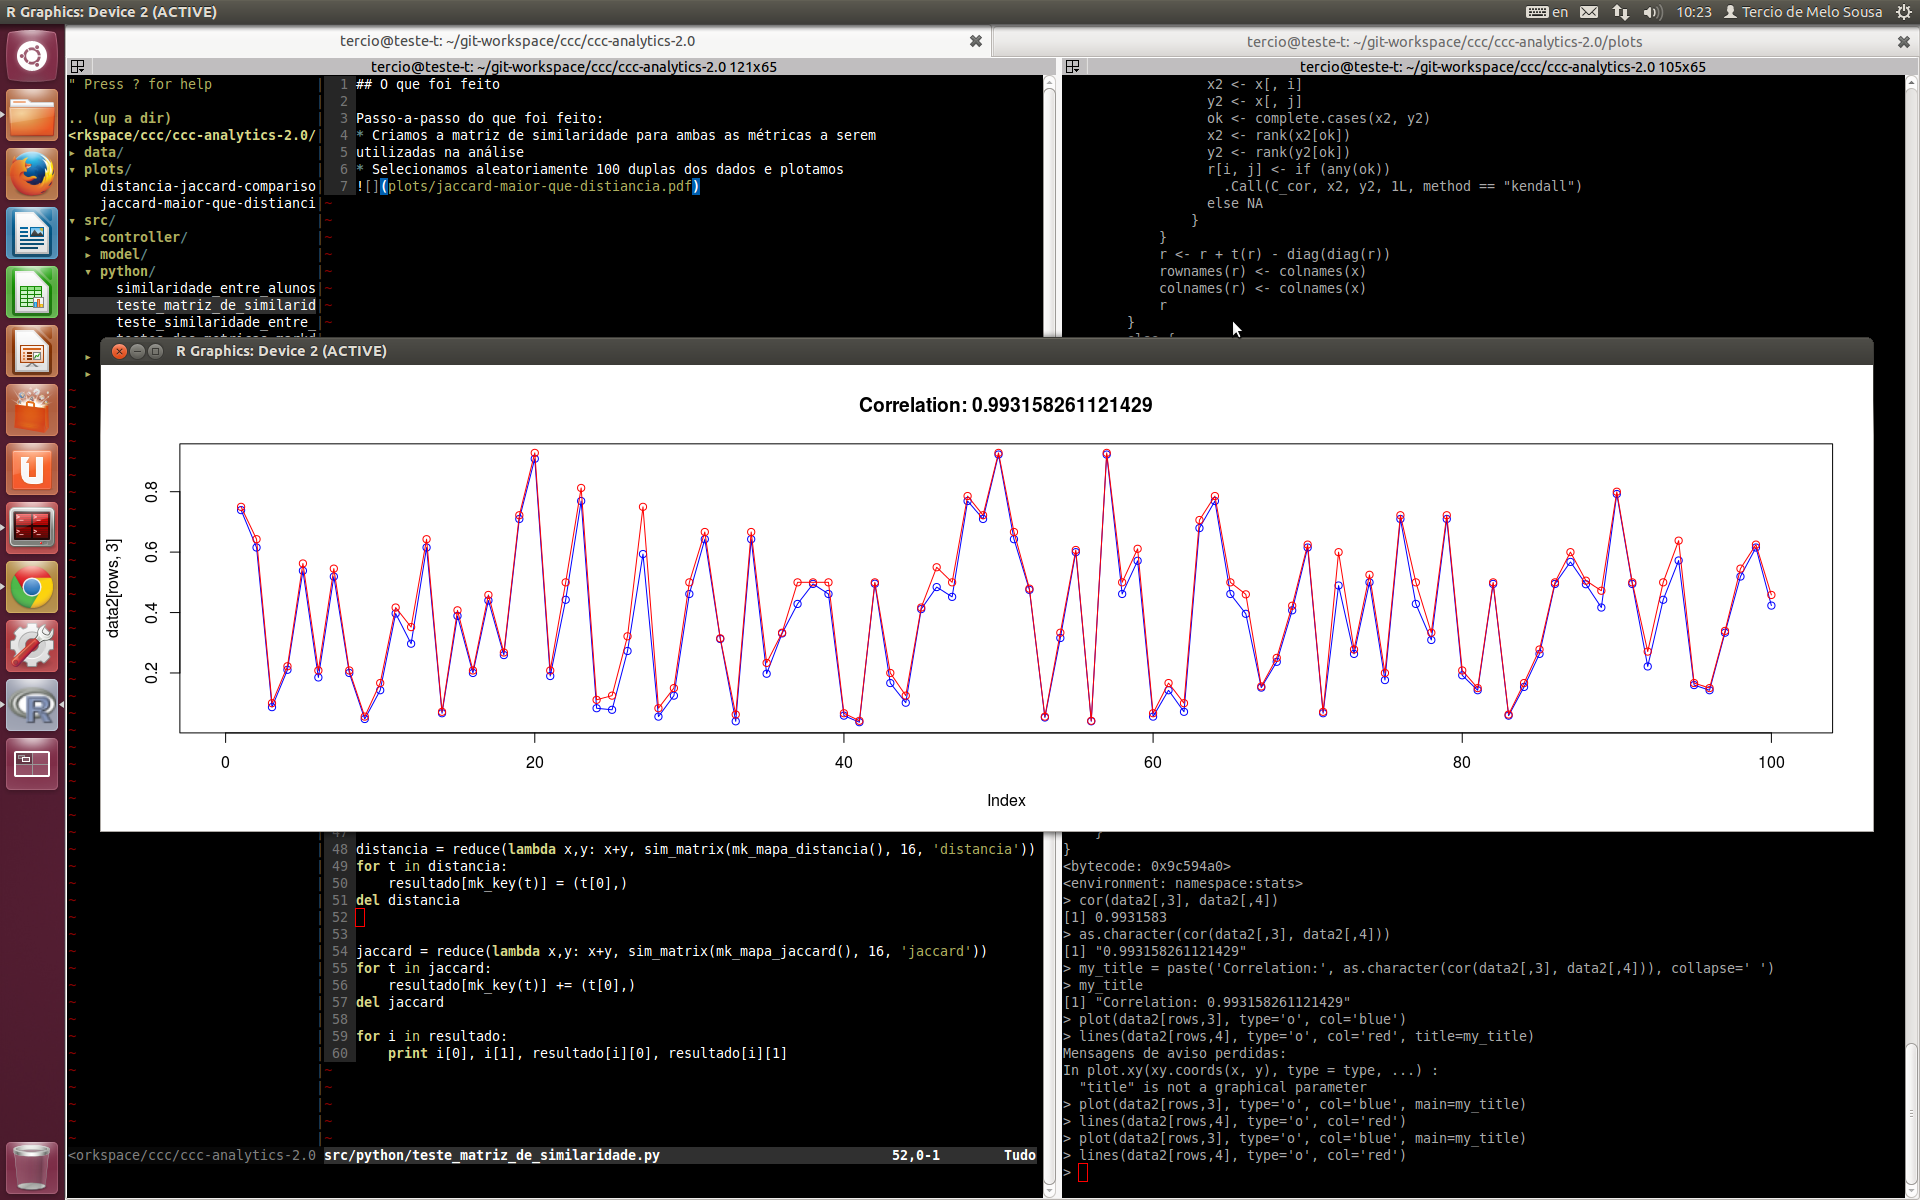 R Graphics: Device 2 (ACTIVE)
en
10:23
Tercio de Melo Sousa
tercio@teste-t: ~/git-workspace/ccc/ccc-analytics-2.0
tercio@teste-t: ~/git-workspace/ccc/ccc-analytics-2.0/plots
tercio@teste-t: ~/git-workspace/ccc/ccc-analytics-2.0 121x65
tercio@teste-t: ~/git-workspace/ccc/ccc-analytics-2.0 105x65
" Press ? for help
.. (up a dir)
<rkspace/ccc/ccc-analytics-2.0/
▸ data/
▾ plots/
distancia-jaccard-compariso
jaccard-maior-que-distianci
▾ src/
▸ controller/
▸ model/
▾ python/
similaridade_entre_alunos
teste_matriz_de_similarid
teste_similaridade_entre_
1 ## O que foi feito
2
3 Passo-a-passo do que foi feito:
4 * Criamos a matriz de similaridade para ambas as métricas a serem
5 utilizadas na análise
6 * Selecionamos aleatoriamente 100 duplas dos dados e plotamos
7 ![](plots/jaccard-maior-que-distiancia.pdf)
x2 <- x[, i]
y2 <- x[, j]
ok <- complete.cases(x2, y2)
x2 <- rank(x2[ok])
y2 <- rank(y2[ok])
r[i, j] <- if (any(ok))
.Call(C_cor, x2, y2, 1L, method == "kendall")
else NA
}
}
r <- r + t(r) - diag(diag(r))
rownames(r) <- colnames(x)
colnames(r) <- colnames(x)
r
}
R Graphics: Device 2 (ACTIVE)
Correlation: 0.993158261121429
data2[rows, 3]
0.8
0.6
0.4
0.2
0 20 40 60 80 100
Index
47
48 distancia = reduce(lambda x,y: x+y, sim_matrix(mk_mapa_distancia(), 16, 'distancia'))
49 for t in distancia:
50 resultado[mk_key(t)] = (t[0],)
51 del distancia
52
53
54 jaccard = reduce(lambda x,y: x+y, sim_matrix(mk_mapa_jaccard(), 16, 'jaccard'))
55 for t in jaccard:
56 resultado[mk_key(t)] += (t[0],)
57 del jaccard
58
59 for i in resultado:
60 print i[0], i[1], resultado[i][0], resultado[i][1]
<orkspace/ccc/ccc-analytics-2.0 src/python/teste_matriz_de_similaridade.py 52,0-1 Tudo
}
}
<bytecode: 0x9c594a0>
<environment: namespace:stats>
> cor(data2[,3], data2[,4])
[1] 0.9931583
> as.character(cor(data2[,3], data2[,4]))
[1] "0.993158261121429"
> my_title = paste('Correlation:', as.character(cor(data2[,3], data2[,4])), collapse=' ')
> my_title
[1] "Correlation: 0.993158261121429"
> plot(data2[rows,3], type='o', col='blue')
> lines(data2[rows,4], type='o', col='red', title=my_title)
Mensagens de aviso perdidas:
In plot.xy(xy.coords(x, y), type = type, ...) :
"title" is not a graphical parameter
> plot(data2[rows,3], type='o', col='blue', main=my_title)
> lines(data2[rows,4], type='o', col='red')
> plot(data2[rows,3], type='o', col='blue', main=my_title)
> lines(data2[rows,4], type='o', col='red')
>